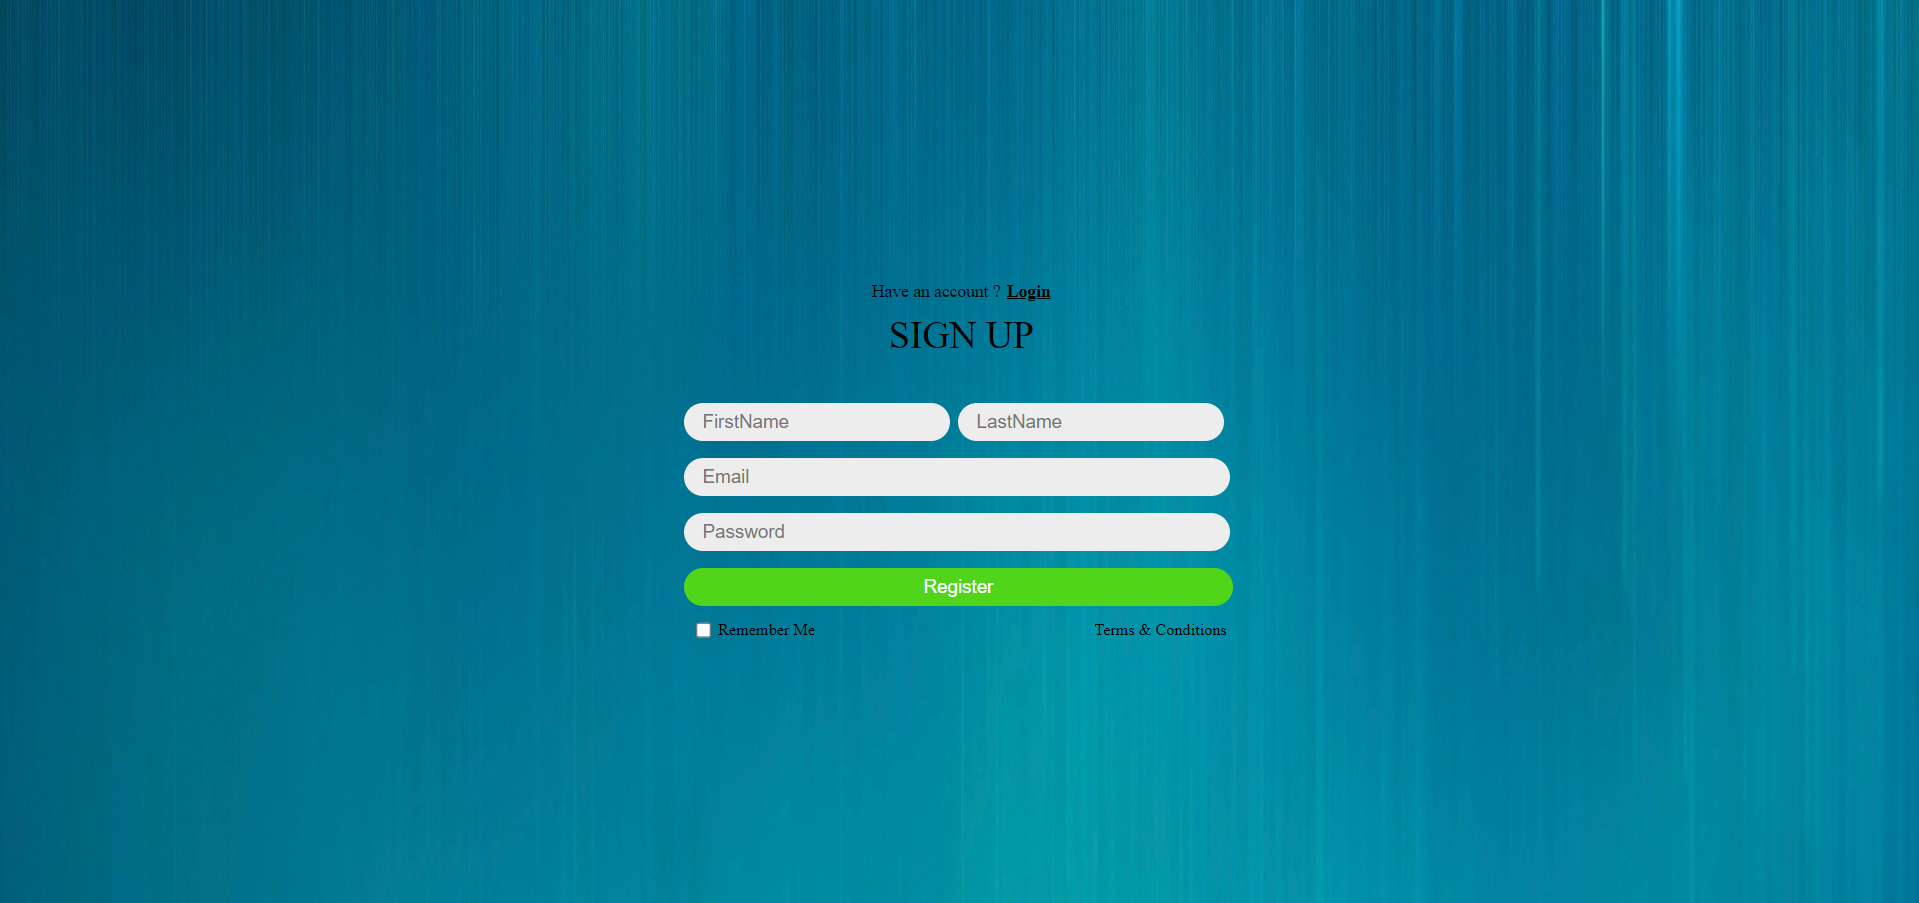 Have an account ? Login
SIGN UP
FirstName LastName
Email
Password
Register
Remember Me Terms & Conditions